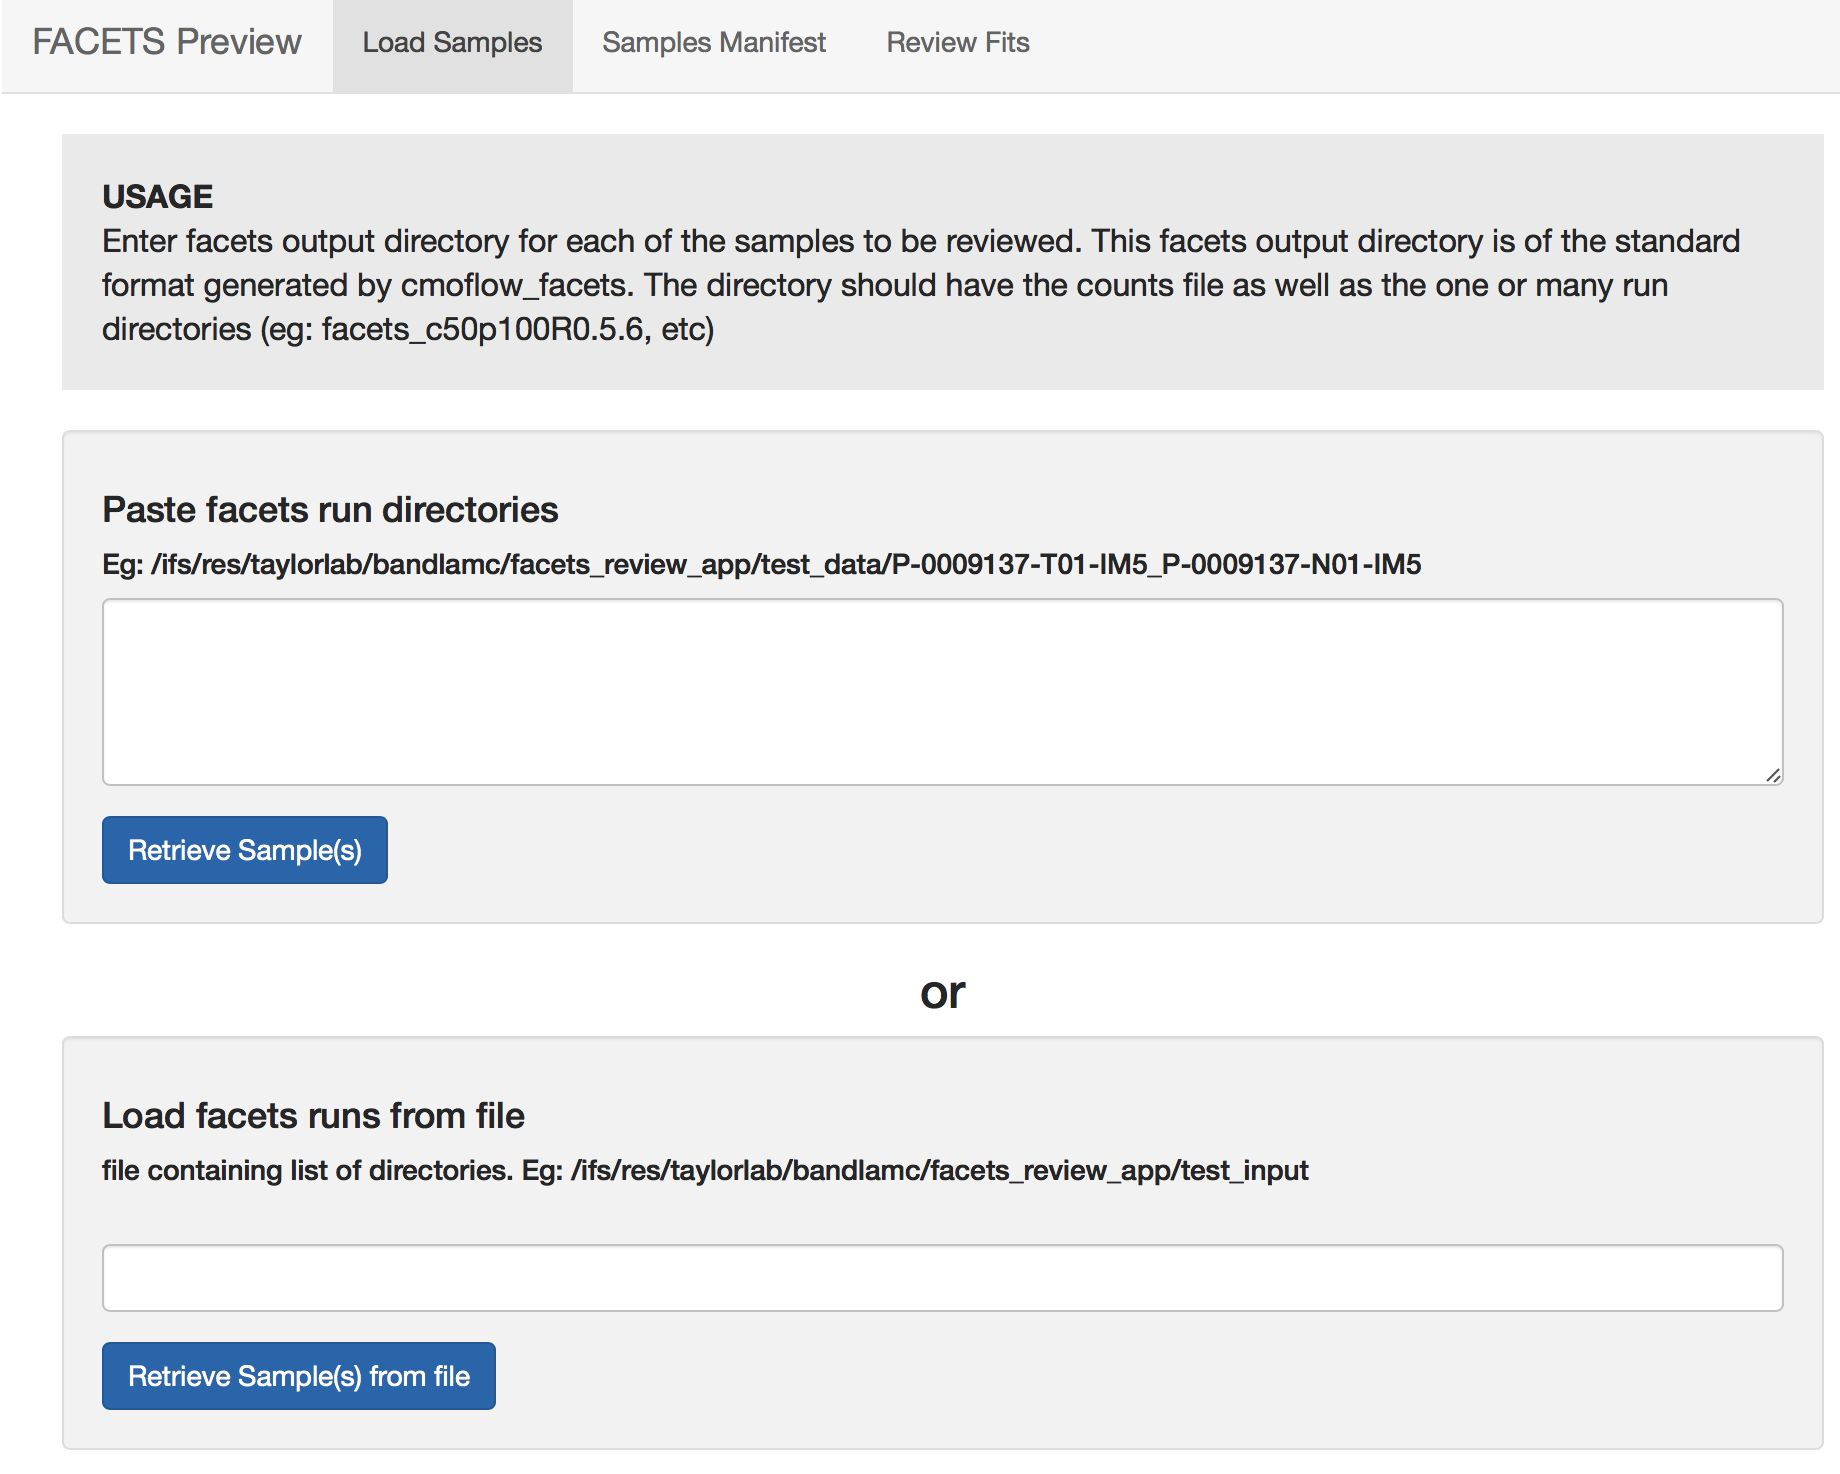 FACETS Preview Load Samples Samples Manifest Review Fits
USAGE
Enter facets output directory for each of the samples to be reviewed. This facets output directory is of the standard
format generated by cmoflow_facets. The directory should have the counts file as well as the one or many run
directories (eg: facets_c50p100R0.5.6, etc)
Paste facets run directories
Eg: /ifs/res/taylorlab/bandlamc/facets_review_app/test_data/P-0009137-T01-IM5_P-0009137-N01-IM5
Retrieve Sample(s)
or
Load facets runs from file
file containing list of directories. Eg: /ifs/res/taylorlab/bandlamc/facets_review_app/test_input
Retrieve Sample(s) from file